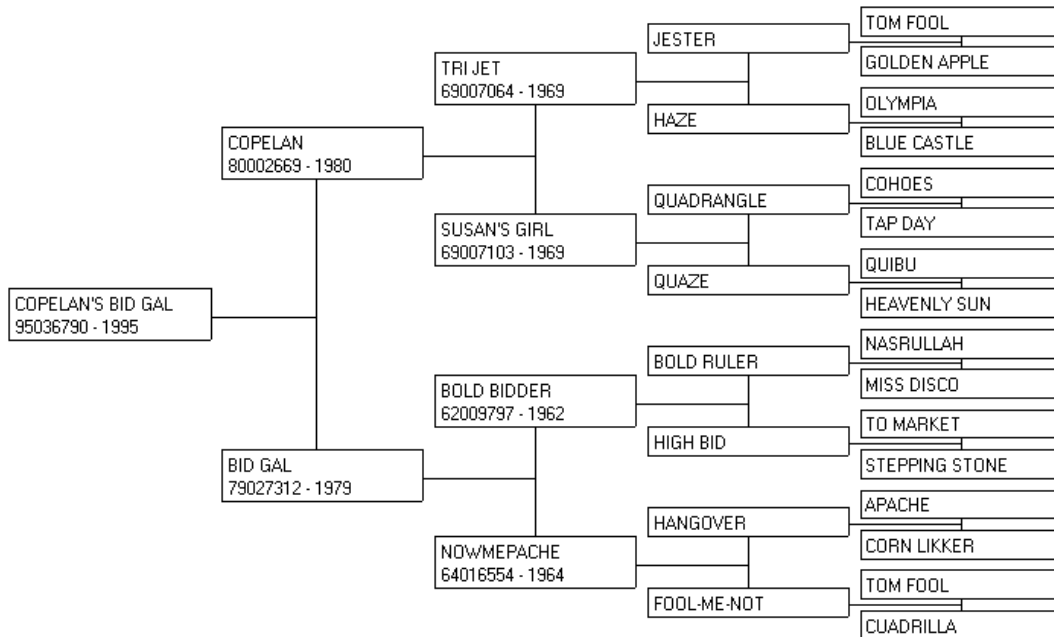 COPELAN'S BID GAL
95036790 - 1995
COPELAN
80002669 - 1980
BID GAL
79027312 - 1979
TRI JET
69007064 - 1969
SUSAN'S GIRL
69007103 - 1969
BOLD BIDDER
62009797 - 1962
NOWMEPACHE
64016554 - 1964
JESTER
HAZE
QUADRANGLE
QUAZE
BOLD RULER
HIGH BID
HANGOVER
FOOL-ME-NOT
TOM FOOL
GOLDEN APPLE
OLYMPIA
BLUE CASTLE
COHOES
TAP DAY
QUIBU
HEAVENLY SUN
NASRULLAH
MISS DISCO
TO MARKET
STEPPING STONE
APACHE
CORN LIKKER
TOM FOOL
CUADRILLA